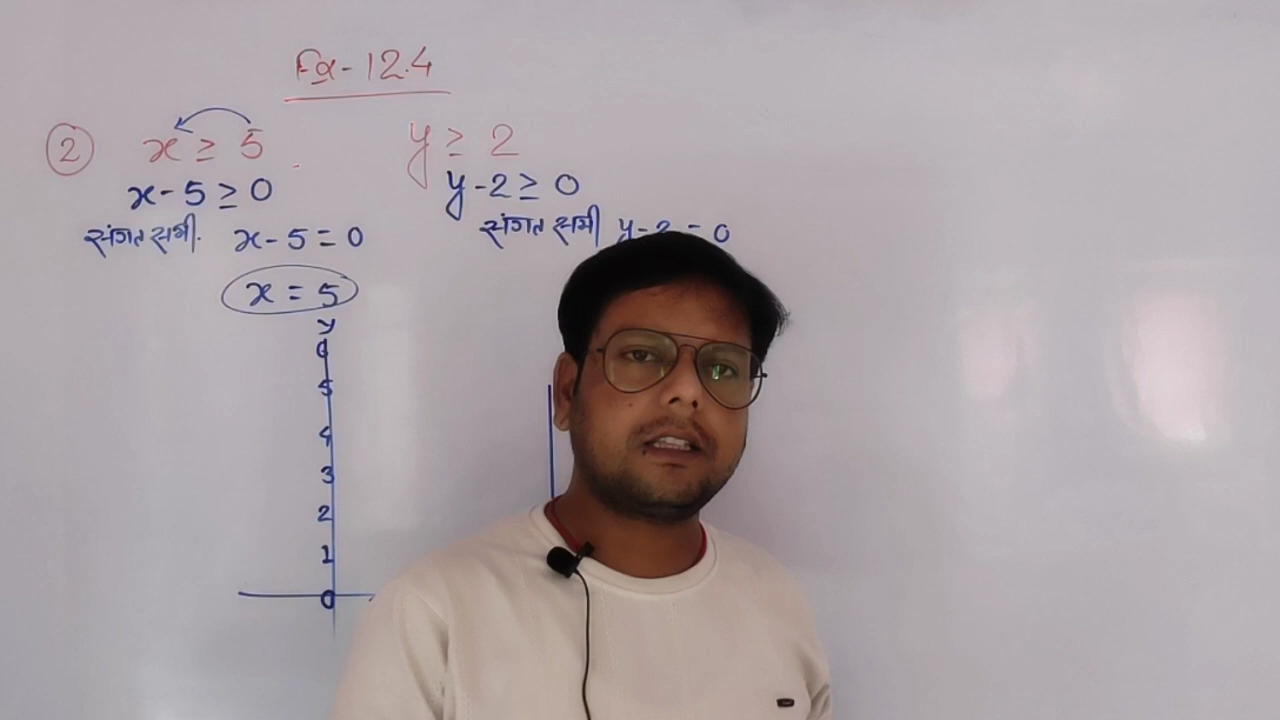 Ex - 12.4
② x ≥ 5 . y ≥ 2
x - 5 ≥ 0 y - 2 ≥ 0
संगत समी. x - 5 = 0 संगत समी y - 2 = 0
x = 5
y
6
5
4
3
2
1
0